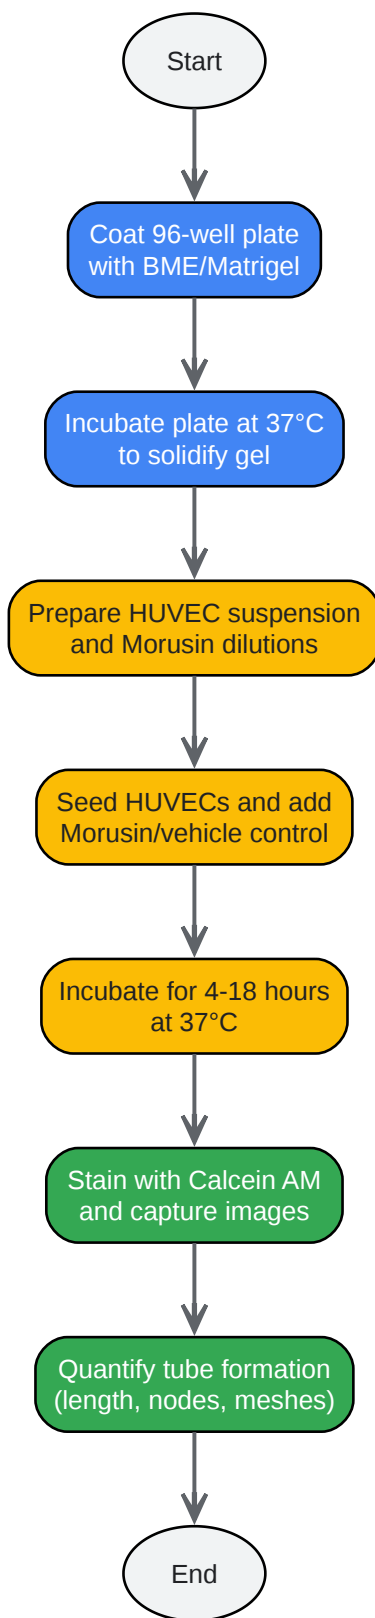 Start
Coat 96-well plate
with BME/Matrigel
Incubate plate at 37°C
to solidify gel
Prepare HUVEC suspension
and Morusin dilutions
Seed HUVECs and add
Morusin/vehicle control
Incubate for 4-18 hours
at 37°C
Stain with Calcein AM
and capture images
Quantify tube formation
(length, nodes, meshes)
End